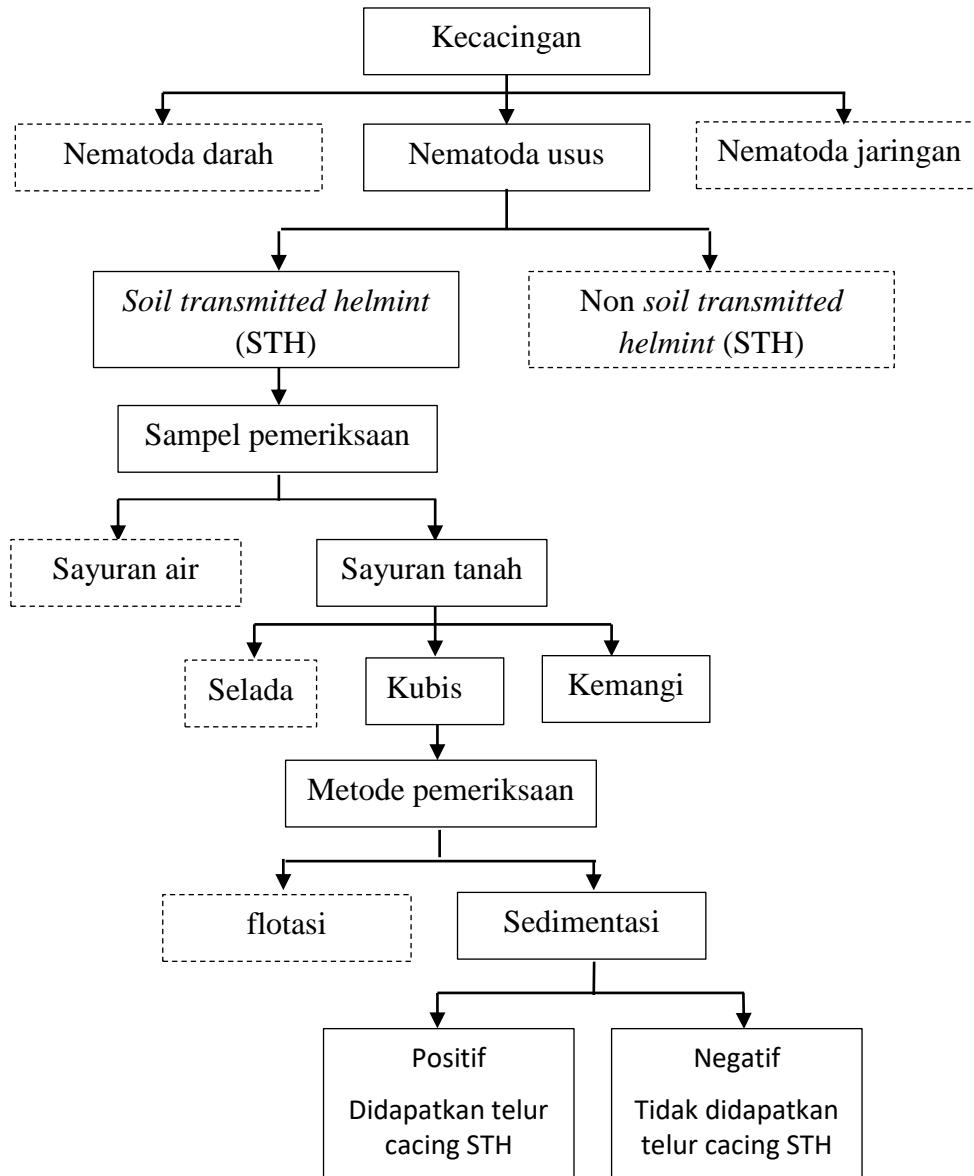 Kecacingan
Nematoda darah
Nematoda usus
Nematoda jaringan
Soil transmitted helmint
(STH)
Non soil transmitted
helmint (STH)
Sampel pemeriksaan
Sayuran air
Sayuran tanah
Selada
Kubis
Kemangi
Metode pemeriksaan
flotasi
Sedimentasi
Positif
Didapatkan telur
cacing STH
Negatif
Tidak didapatkan
telur cacing STH